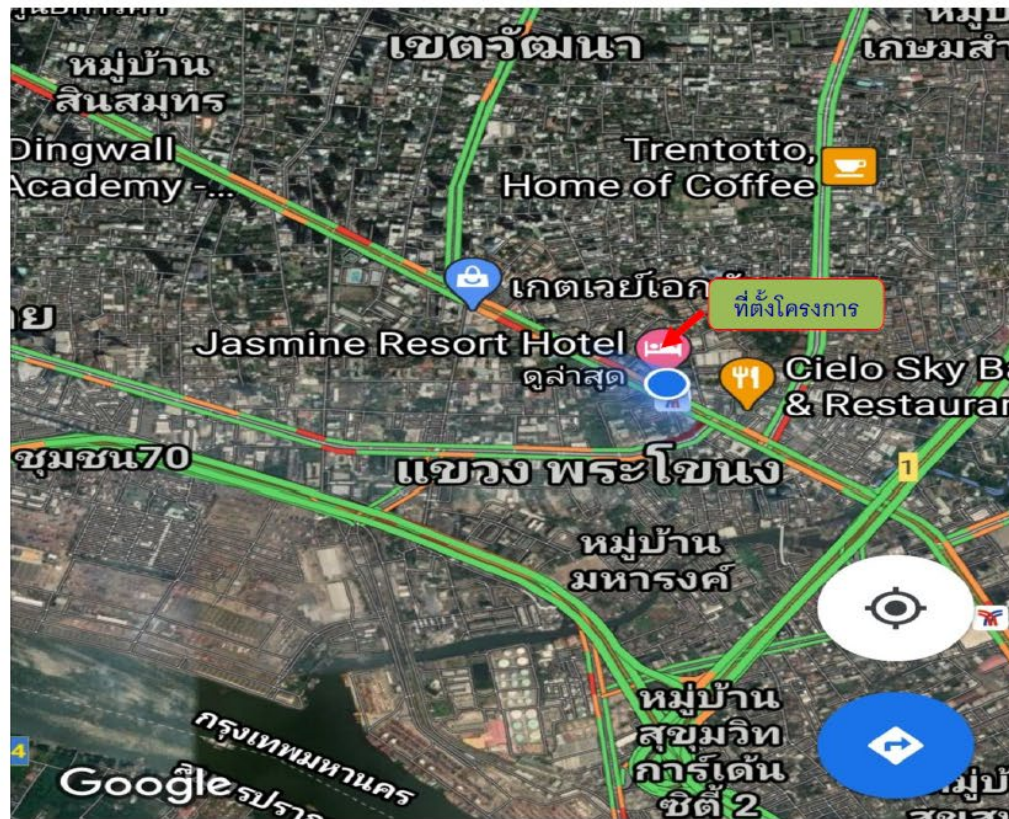 เขตวัฒนา
หมู่บ้าน
สินสมุทร
Dingwall
Academy -...
Trentotto,
Home of Coffee
เกตเวย์เอก
ที่ตั้งโครงการ
Jasmine Resort Hotel
ดูล่าสุด
Cielo Sky
& Restaurar
ชุมชน70
แขวง พระโขนง
1
หมู่บ้าน
มหารงค์
หมู่บ้าน
สุขุมวิท
การ์เด้น
ซิตี้ 2
กรุงเทพมหานคร
4
Google